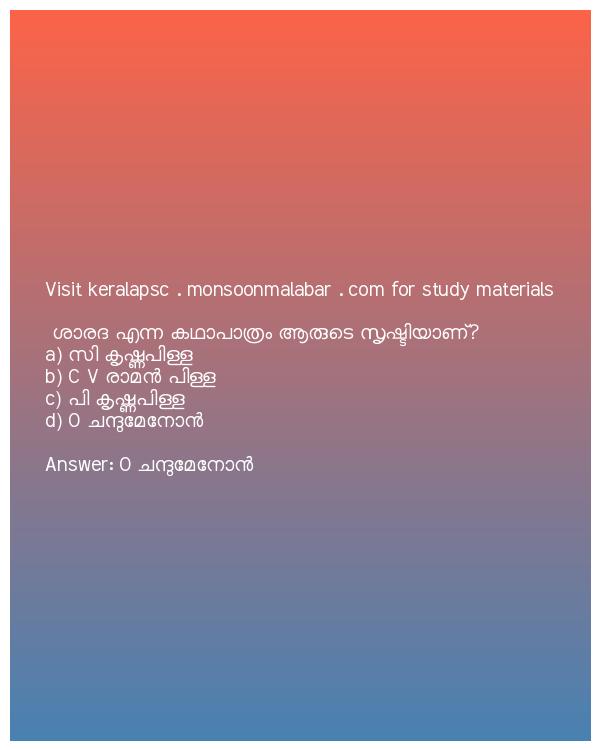 Visit keralapsc . monsoonmalabar . com for study materials
ശാരദ എന്ന കഥാപാത്രം ആരുടെ സൃഷ്ടിയാണ്?
a) സി കൃഷ്ണപിള്ള
b) C V രാമൻ പിള്ള
c) പി കൃഷ്ണപിള്ള
d) O ചന്ദുമേനോൻ
Answer: O ചന്ദുമേനോൻ